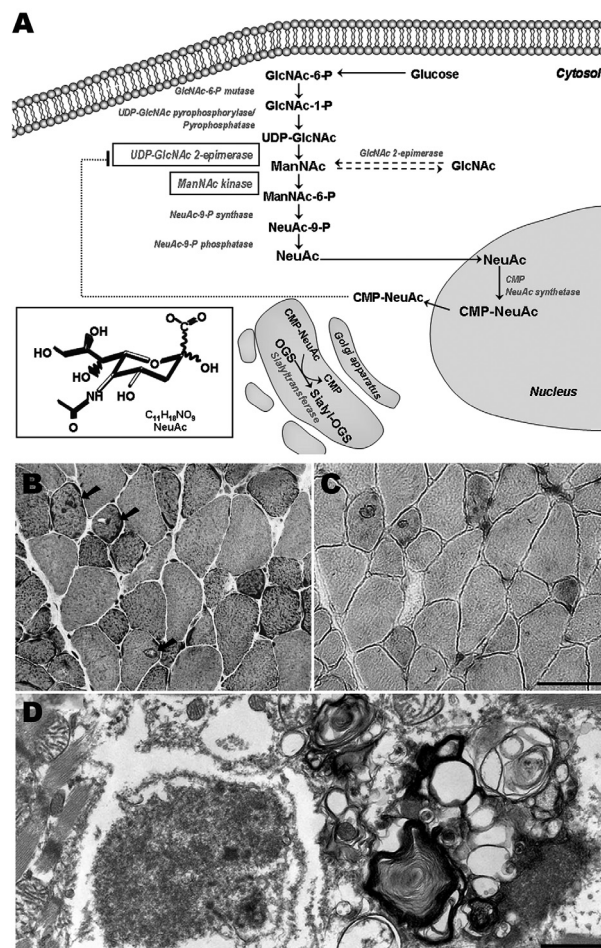 A
GlcNAc-6-P
Glucose
Cytosol
GlcNAc-6-P mutase
GlcNAc-1-P
UDP-GlcNAc pyrophosphorylase/
Pyrophosphatase
UDP-GlcNAc
UDP-GlcNAc 2-epimerase
ManNAc
GlcNAc 2-epimerase
GlcNAc
ManNAc kinase
ManNAc-6-P
NeuAc-9-P synthase
NeuAc-9-P
NeuAc-9-P phosphatase
NeuAc
NeuAc
CMP
NeuAc synthetase
CMP-NeuAc
CMP-NeuAc
Nucleus
CMP-NeuAc
OGS
CMP
Sialyltransferase
Sialyl-OGS
Golgi apparatus
HO
OH
O
C
O
HO
O
OH
NH
HO
O
C₁₁H₁₈NO₉
NeuAc
B
C
D